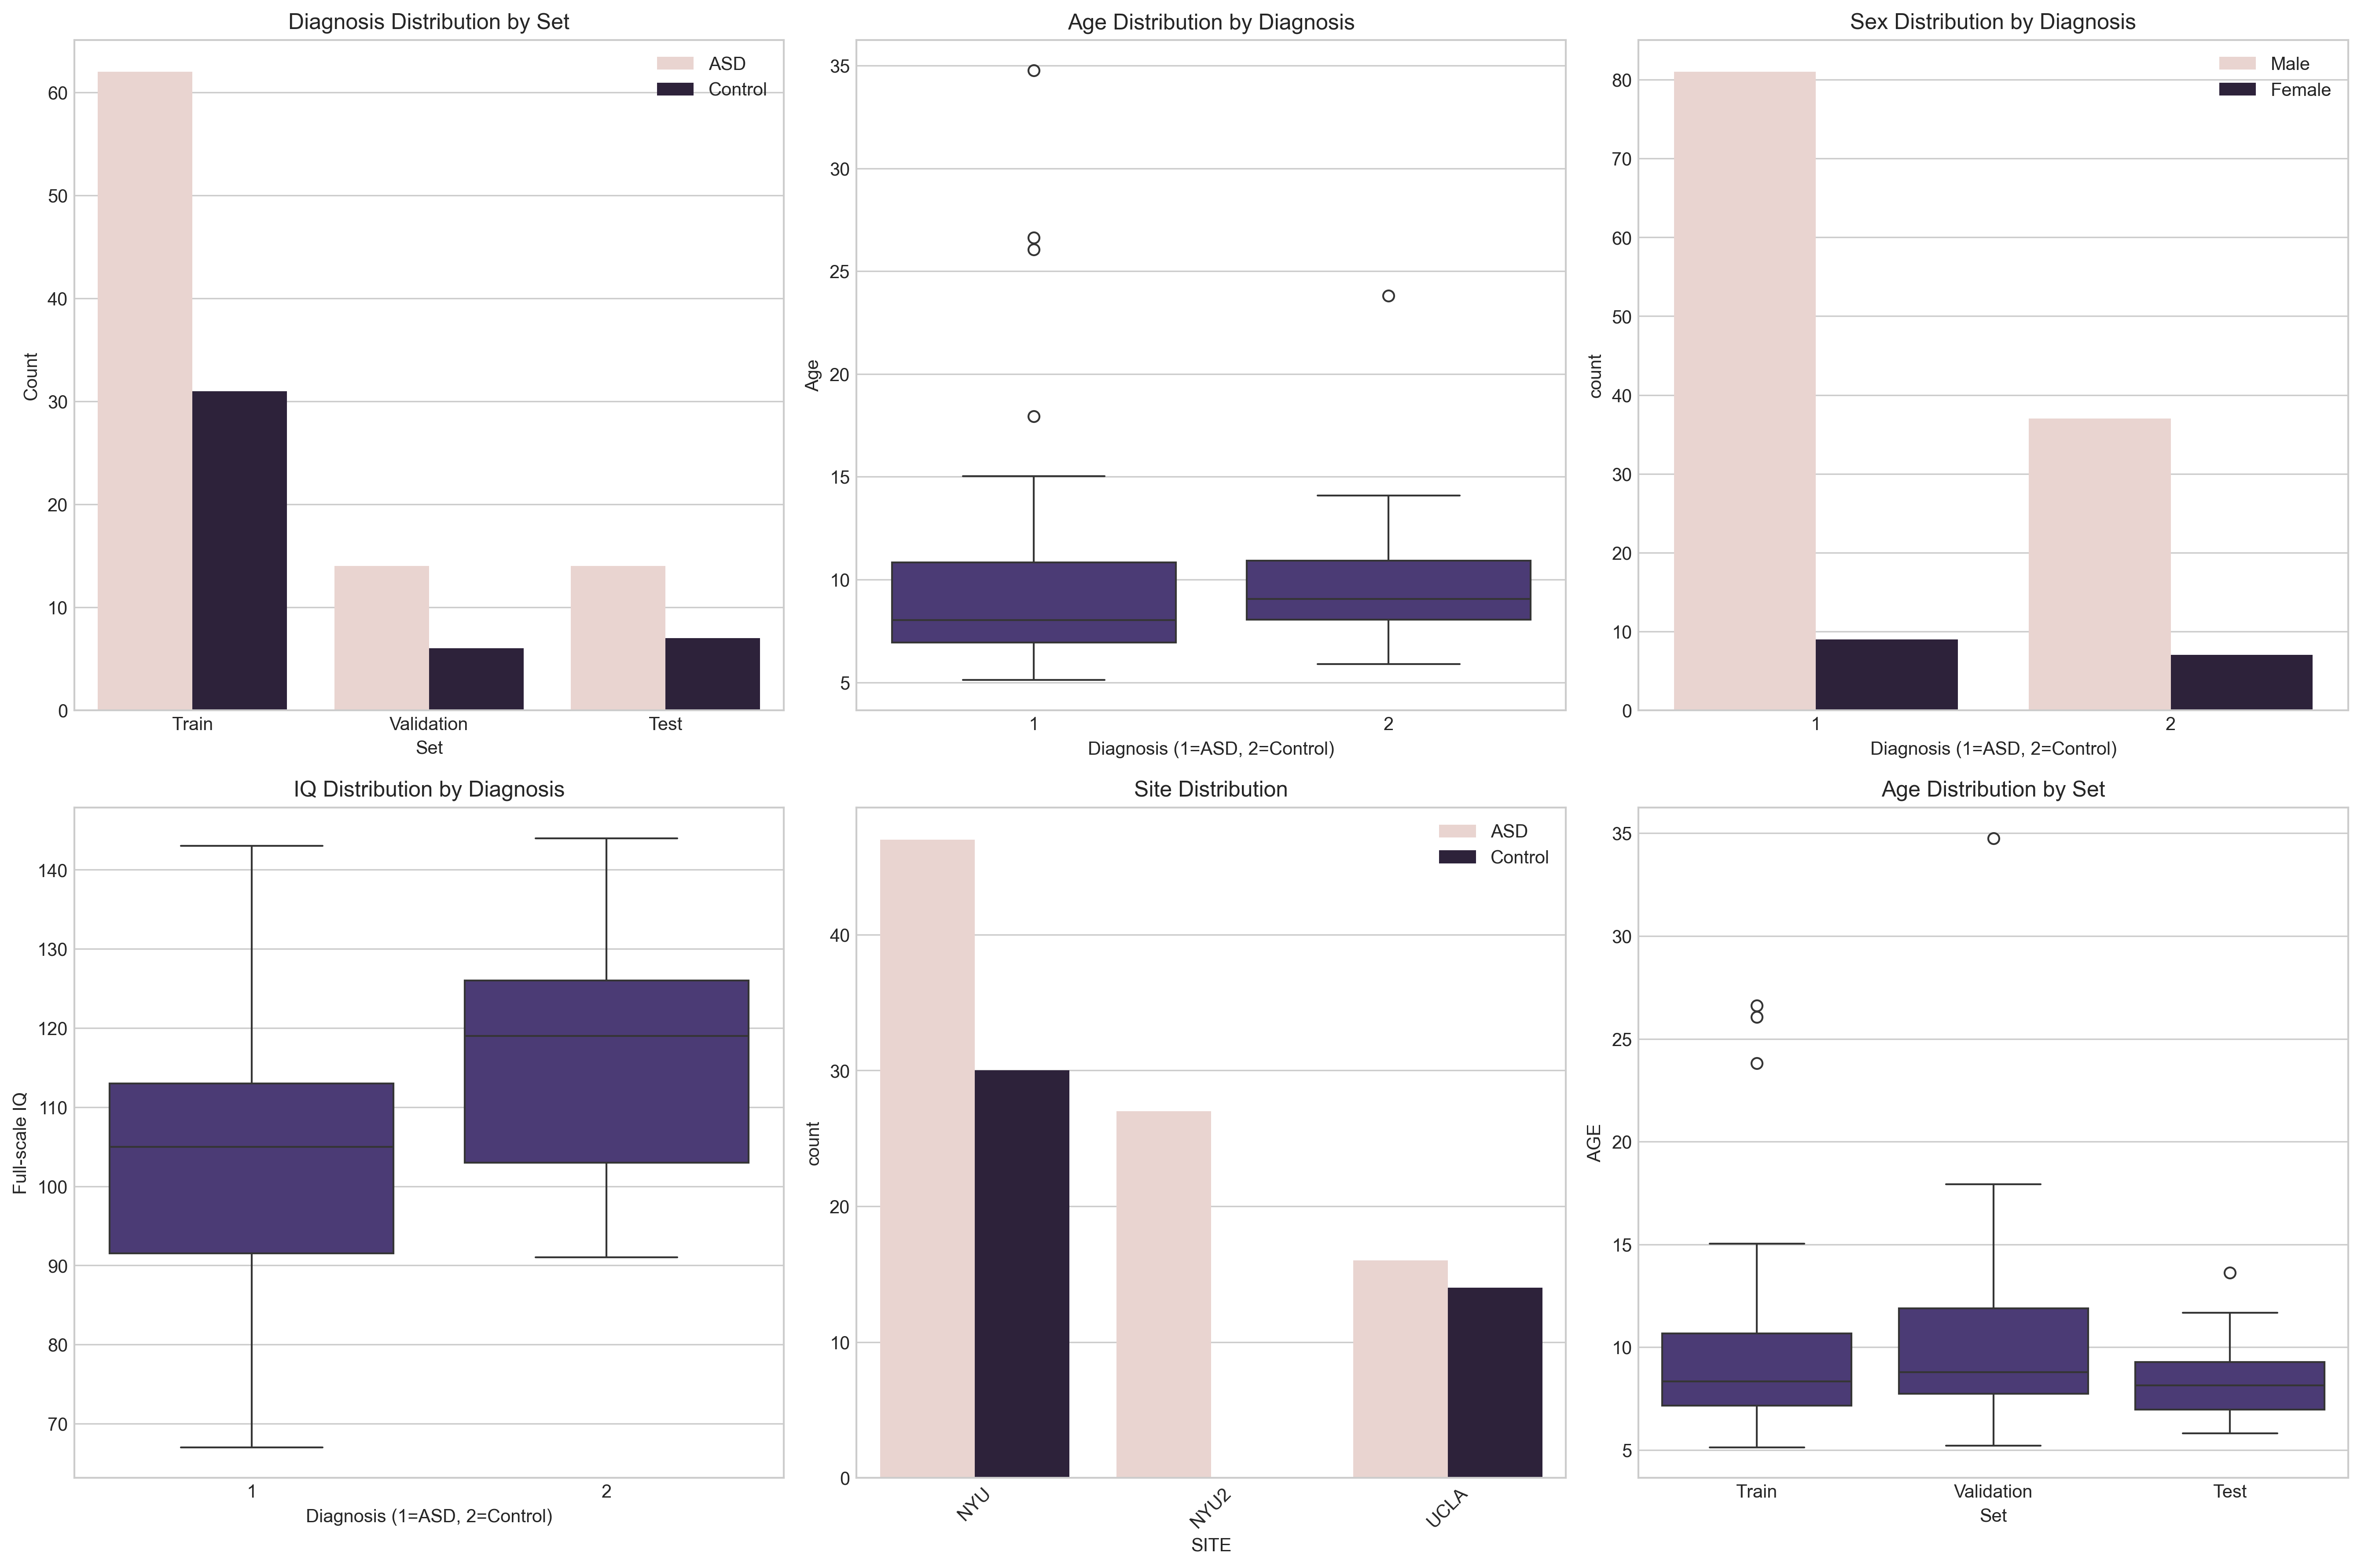 Diagnosis Distribution by Set
ASD
Control
60
50
40
30
20
10
0
Count
Train
Validation
Test
Set
Age Distribution by Diagnosis
35
30
25
20
15
10
5
Age
1
2
Diagnosis (1=ASD, 2=Control)
Sex Distribution by Diagnosis
Male
Female
80
70
60
50
40
30
20
10
0
count
1
2
Diagnosis (1=ASD, 2=Control)
IQ Distribution by Diagnosis
140
130
120
110
100
90
80
70
Full-scale IQ
1
2
Diagnosis (1=ASD, 2=Control)
Site Distribution
ASD
Control
40
30
20
10
0
count
NYU
NYU2
UCLA
SITE
Age Distribution by Set
35
30
25
20
15
10
5
AGE
Train
Validation
Test
Set